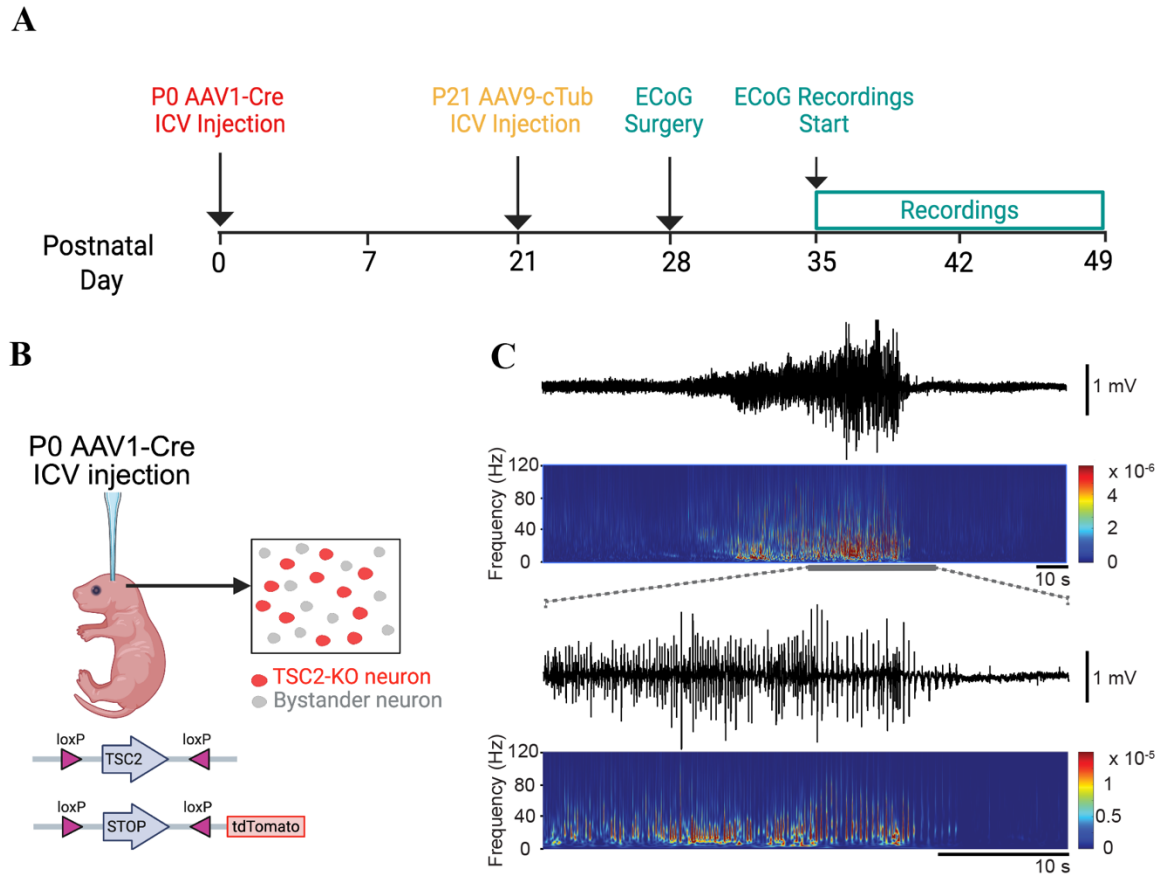 A
P0 AAV1-Cre
ICV Injection
P21 AAV9-cTub
ICV Injection
ECoG
Surgery
ECoG Recordings
Start
Recordings
Postnatal
Day
0
7
21
28
35
42
49
B
P0 AAV1-Cre
ICV injection
TSC2-KO neuron
Bystander neuron
loxP
loxP
TSC2
loxP
loxP
STOP
tdTomato
C
1 mV
Frequency (Hz)
120
80
40
0
x 10-6
4
2
0
10 s
1 mV
Frequency (Hz)
120
80
40
0
x 10-5
1
0.5
0
10 s